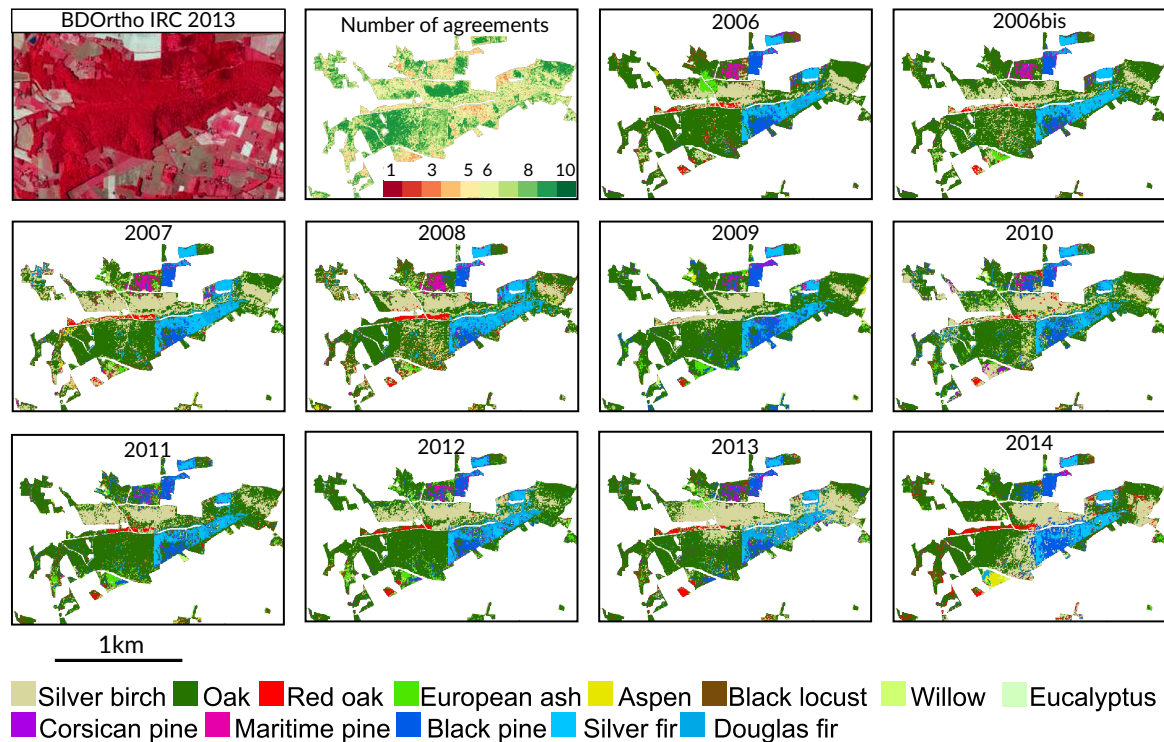 BDOrtho IRC 2013
Number of agreements
2006
2006bis
1 3 5 6 8 10
2007
2008
2009
2010
2011
2012
2013
2014
1km
Silver birch Oak Red oak European ash Aspen Black locust Willow Eucalyptus
Corsican pine Maritime pine Black pine Silver fir Douglas fir